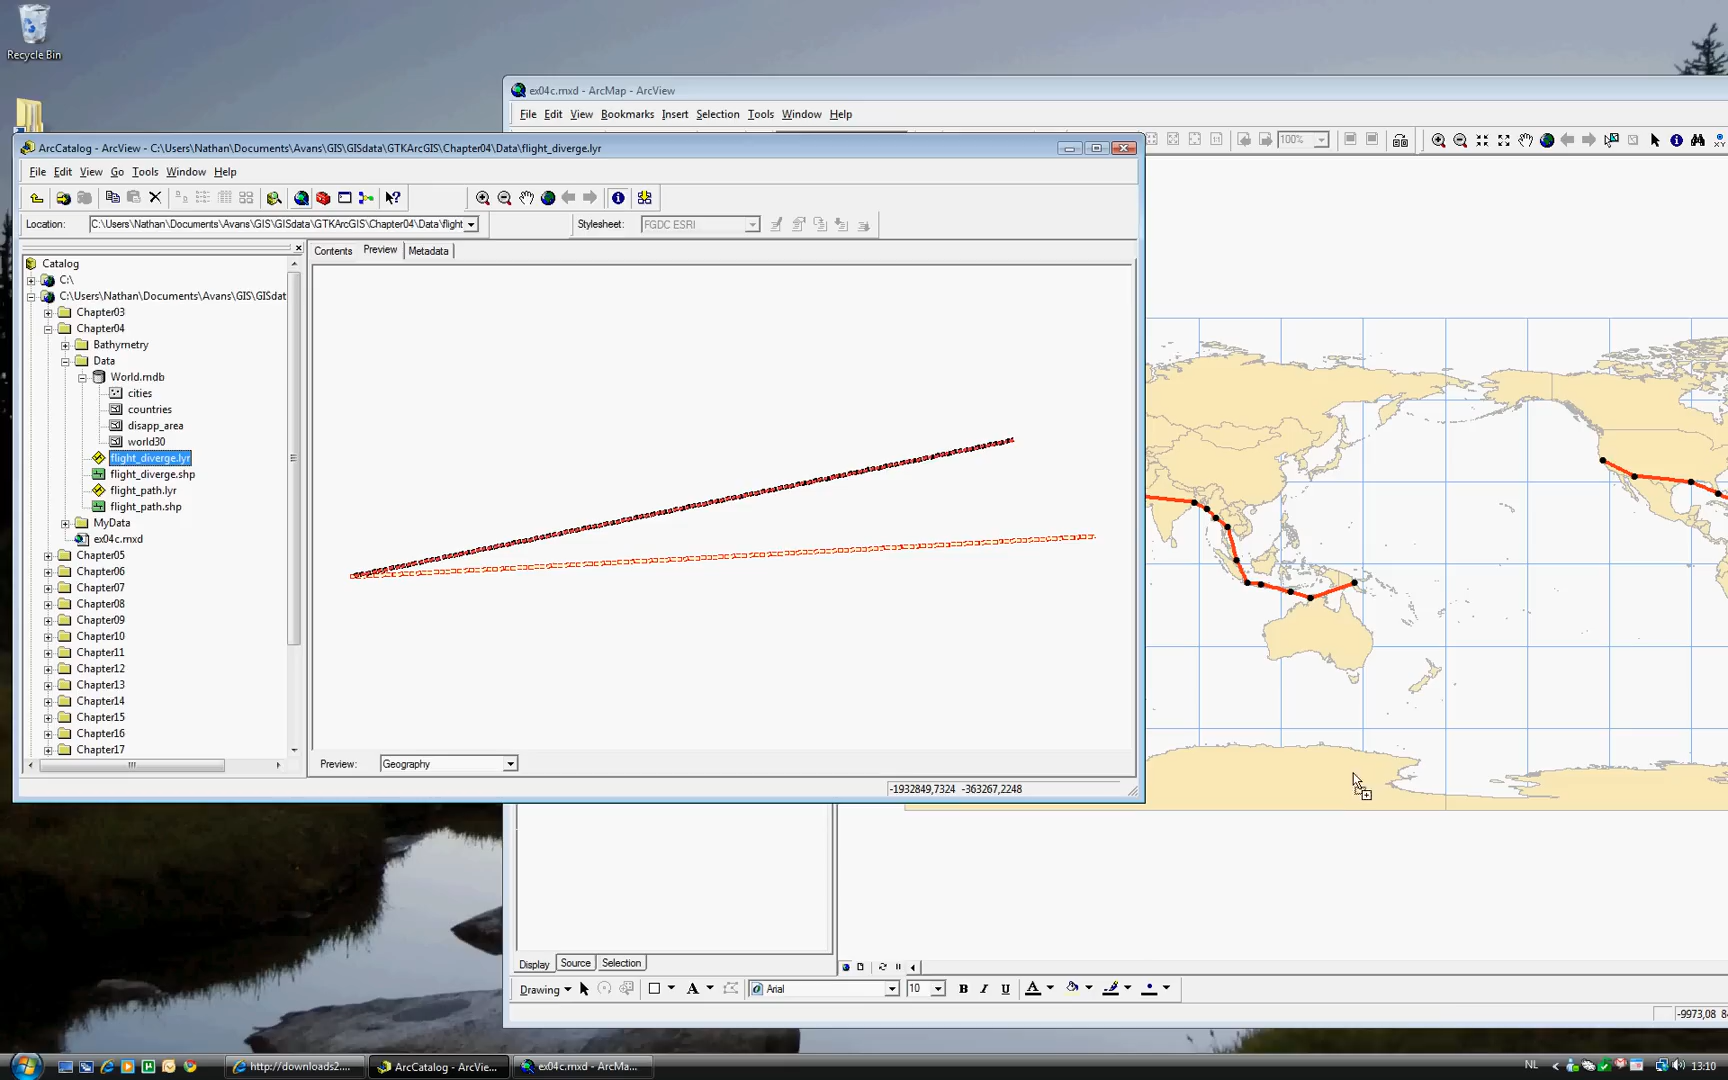 Recycle Bin
ex04c.mxd - ArcMap - ArcView
File Edit View Bookmarks Insert Selection Tools Window Help
100%
ArcCatalog - ArcView - C:\Users\Nathan\Documents\Avans\GIS\GISdata\GTKArcGIS\Chapter04\Data\flight_diverge.lyr
File Edit View Go Tools Window Help
Location: C:\Users\Nathan\Documents\Avans\GIS\GISdata\GTKArcGIS\Chapter04\Data\flight
Stylesheet: FGDC ESRI
Contents Preview Metadata
Catalog
C:\
C:\Users\Nathan\Documents\Avans\GIS\GISdat
Chapter03
Chapter04
Bathymetry
Data
World.mdb
cities
countries
disapp_area
world30
flight_diverge.lyr
flight_diverge.shp
flight_path.lyr
flight_path.shp
MyData
ex04c.mxd
Chapter05
Chapter06
Chapter07
Chapter08
Chapter09
Chapter10
Chapter11
Chapter12
Chapter13
Chapter14
Chapter15
Chapter16
Chapter17
Preview: Geography
-1932849,7324 -363267,2248
Display Source Selection
Drawing A Arial 10 B I U A
-9973,08 8
http://downloads2....
ArcCatalog - ArcVie...
ex04c.mxd - ArcMa...
NL
13:10